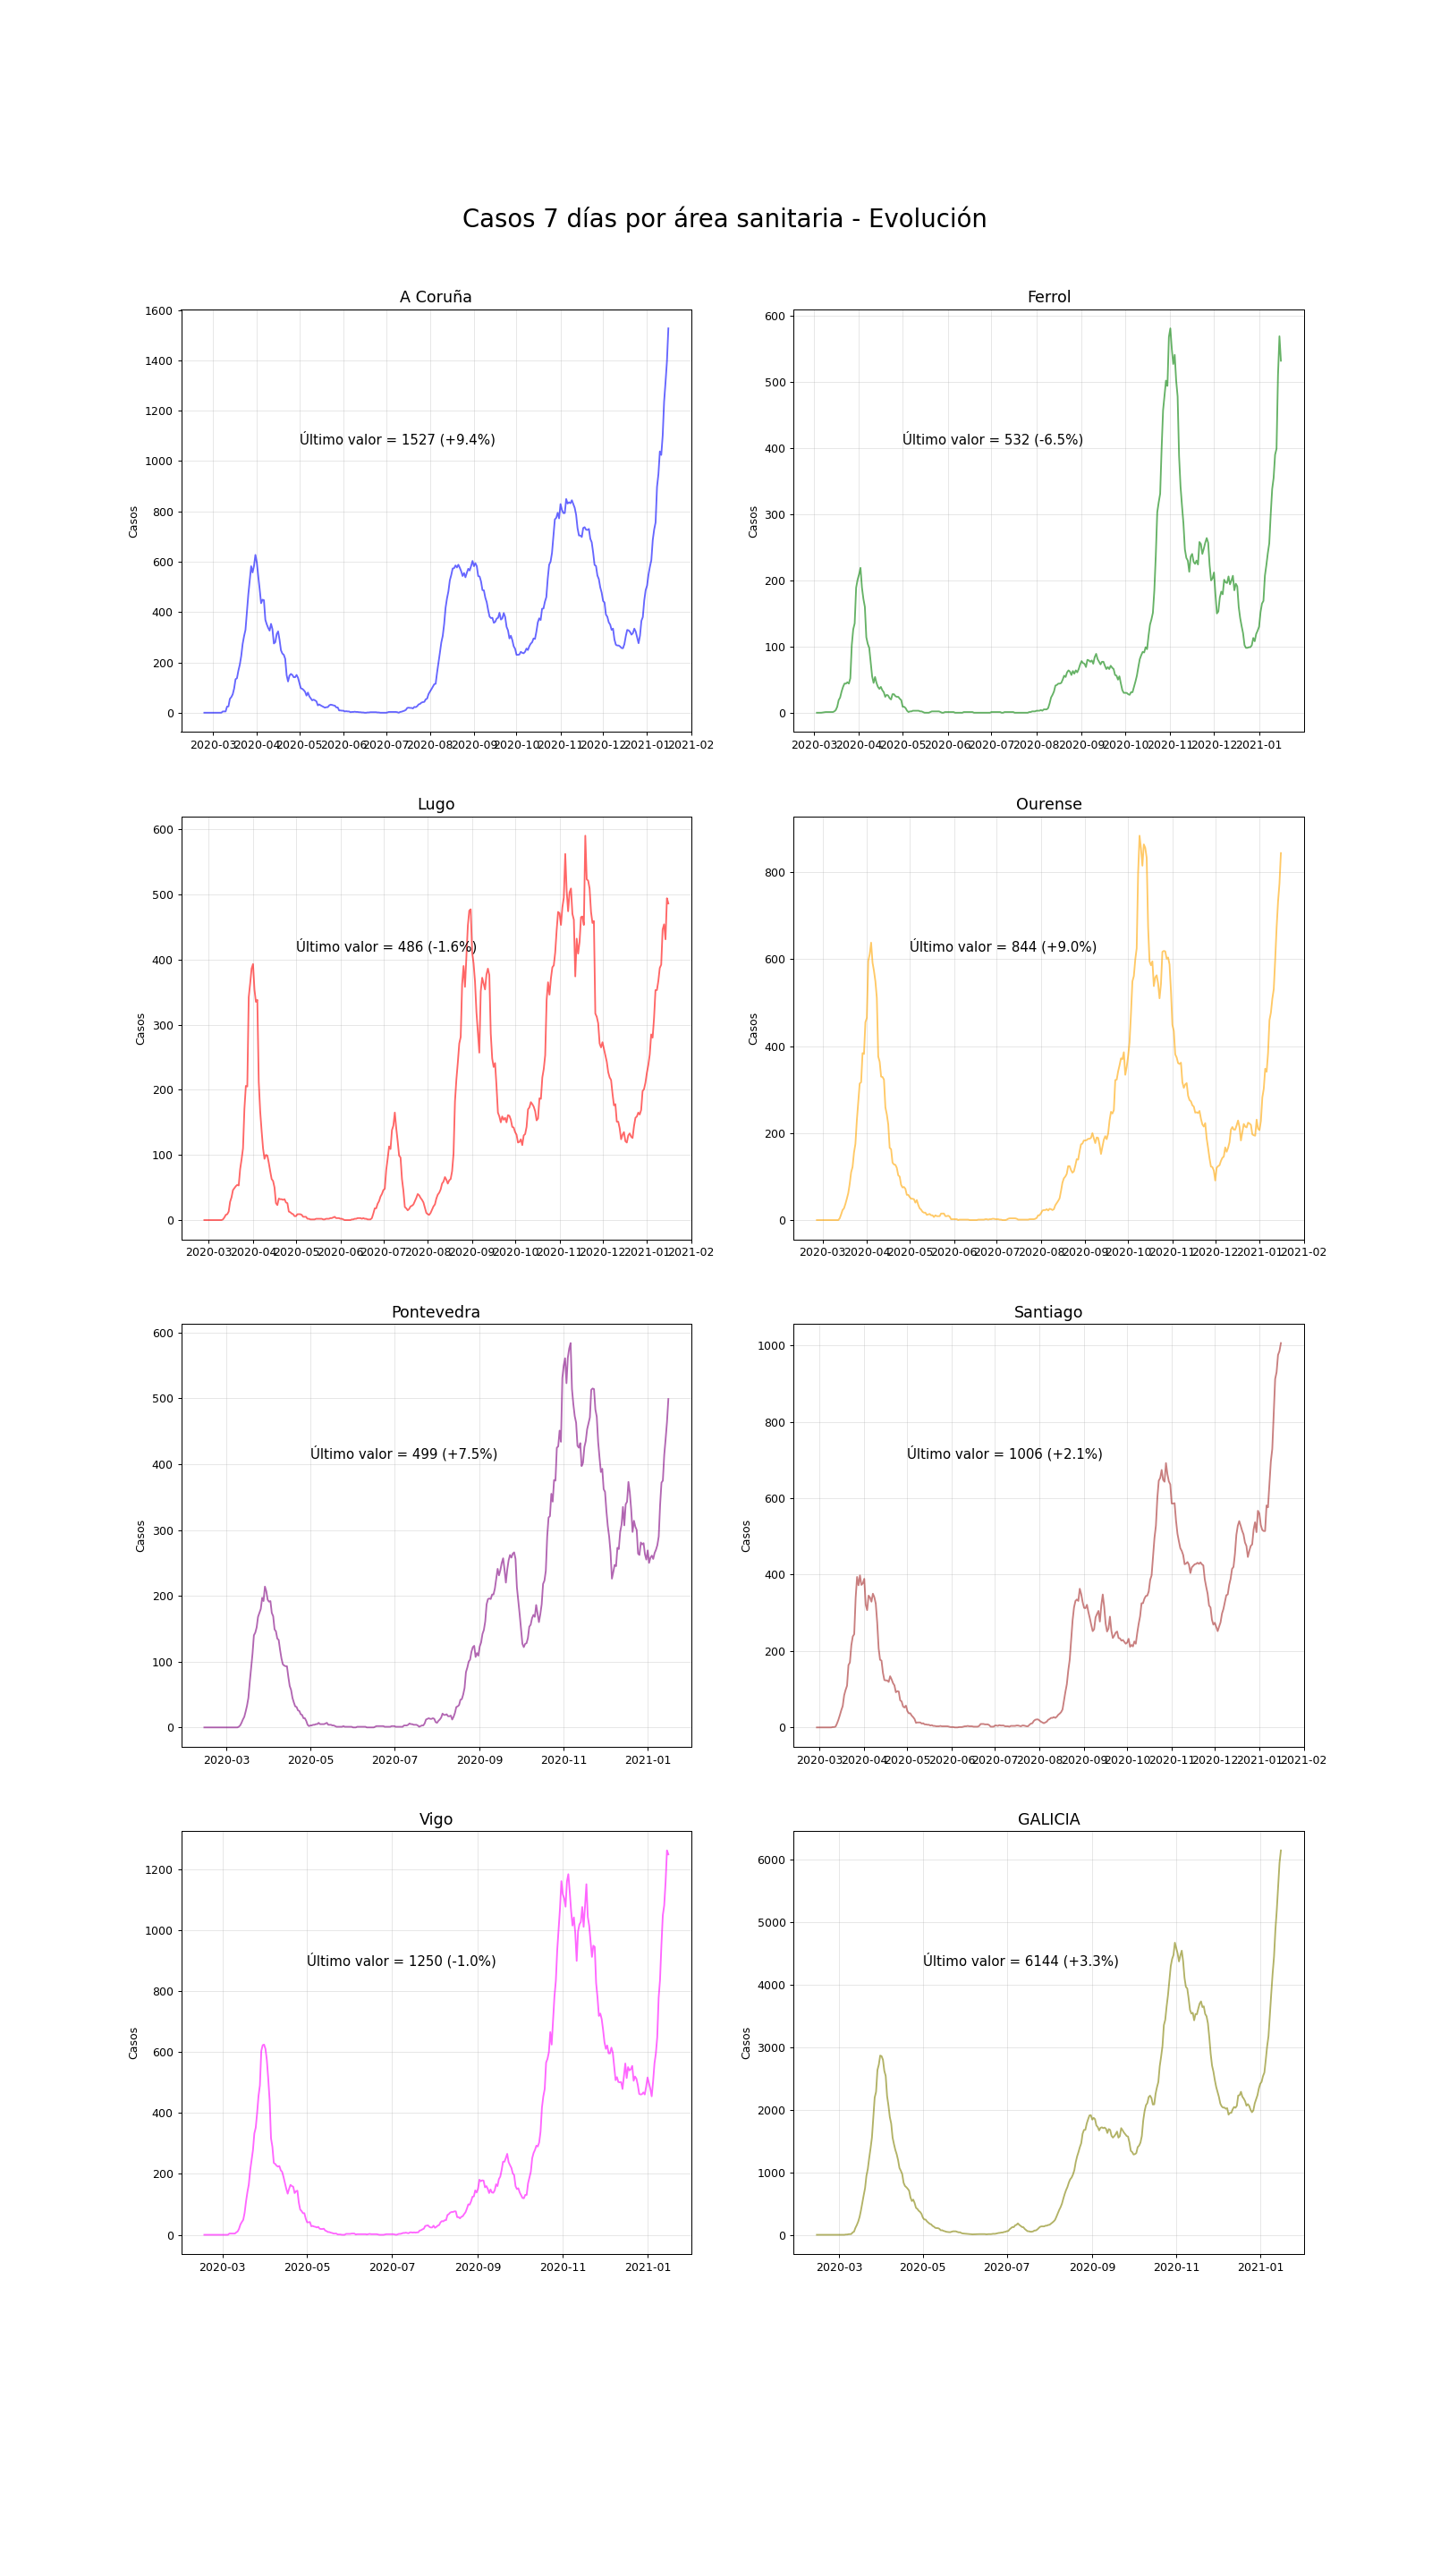 Casos 7 días por área sanitaria - Evolución
A Coruña
1600
1400
1200
1000
800
600
400
200
0
Casos
Último valor = 1527 (+9.4%)
2020-03 2020-04 2020-05 2020-06 2020-07 2020-08 2020-09 2020-10 2020-11 2020-12 2021-01 2021-02
Ferrol
600
500
400
300
200
100
0
Casos
Último valor = 532 (-6.5%)
2020-03 2020-04 2020-05 2020-06 2020-07 2020-08 2020-09 2020-10 2020-11 2020-12 2021-01
Lugo
600
500
400
300
200
100
0
Casos
Último valor = 486 (-1.6%)
2020-03 2020-04 2020-05 2020-06 2020-07 2020-08 2020-09 2020-10 2020-11 2020-12 2021-01 2021-02
Ourense
800
600
400
200
0
Casos
Último valor = 844 (+9.0%)
2020-03 2020-04 2020-05 2020-06 2020-07 2020-08 2020-09 2020-10 2020-11 2020-12 2021-01 2021-02
Pontevedra
600
500
400
300
200
100
0
Casos
Último valor = 499 (+7.5%)
2020-03 2020-05 2020-07 2020-09 2020-11 2021-01
Santiago
1000
800
600
400
200
0
Casos
Último valor = 1006 (+2.1%)
2020-03 2020-04 2020-05 2020-06 2020-07 2020-08 2020-09 2020-10 2020-11 2020-12 2021-01 2021-02
Vigo
1200
1000
800
600
400
200
0
Casos
Último valor = 1250 (-1.0%)
2020-03 2020-05 2020-07 2020-09 2020-11 2021-01
GALICIA
6000
5000
4000
3000
2000
1000
0
Casos
Último valor = 6144 (+3.3%)
2020-03 2020-05 2020-07 2020-09 2020-11 2021-01